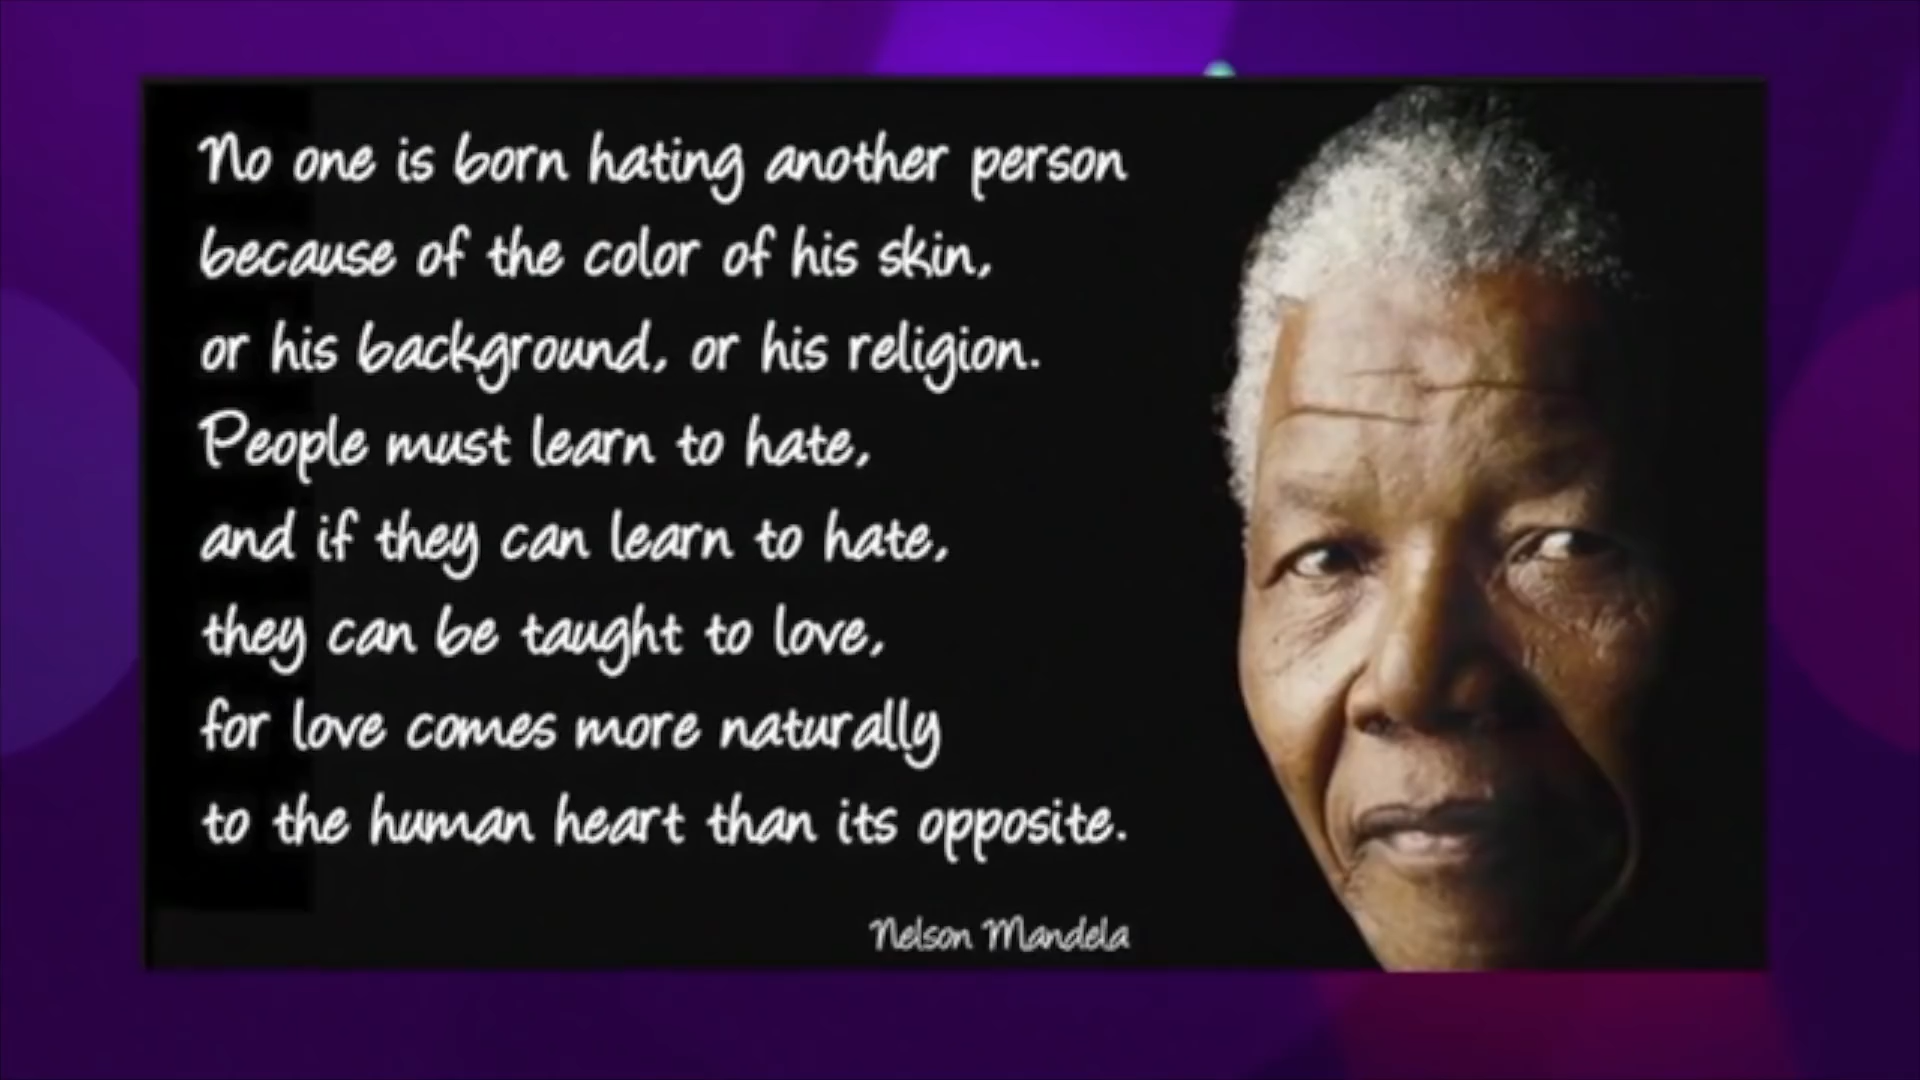 No one is born hating another person
because of the color of his skin,
or his background, or his religion.
People must learn to hate,
and if they can learn to hate,
they can be taught to love,
for love comes more naturally
to the human heart than its opposite.
Nelson Mandela